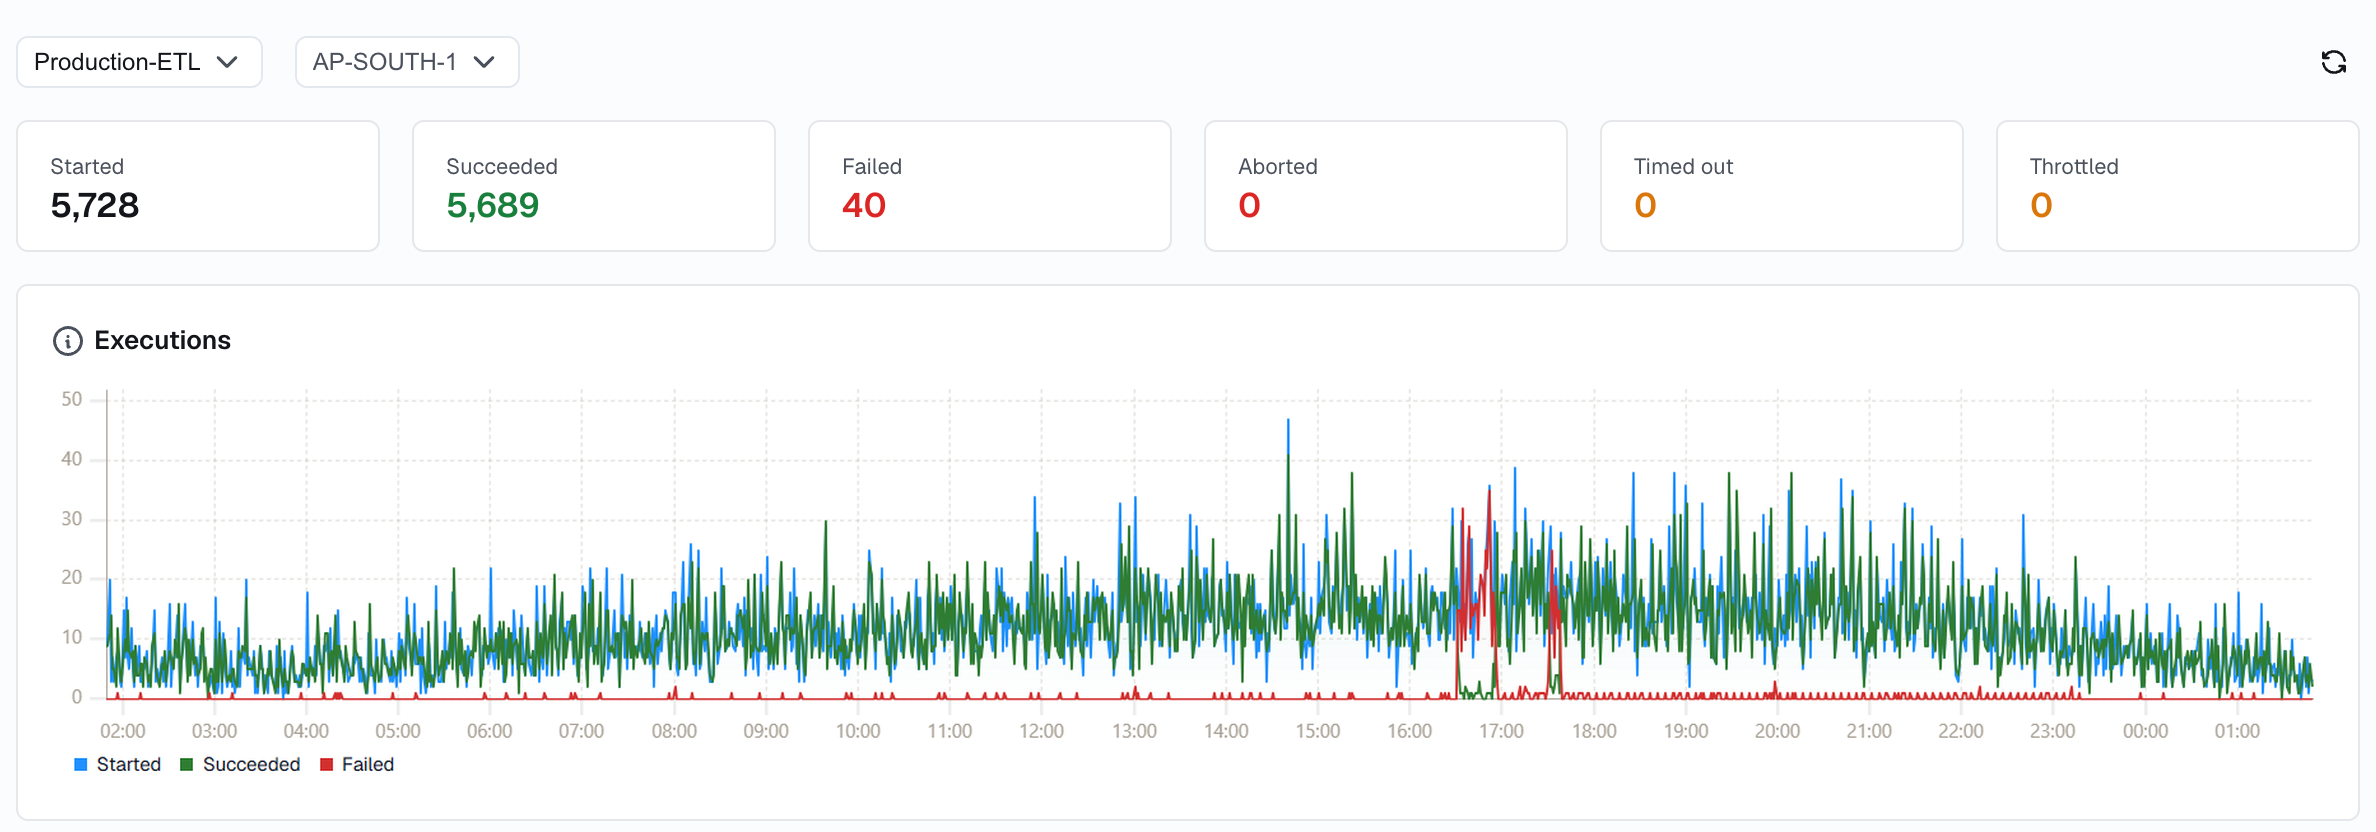 Production-ETL AP-SOUTH-1
Started Succeeded Failed Aborted Timed out Throttled
5,728 5,689 40 0 0 0
Executions
50
40
30
20
10
0
02:00 03:00 04:00 05:00 06:00 07:00 08:00 09:00 10:00 11:00 12:00 13:00 14:00 15:00 16:00 17:00 18:00 19:00 20:00 21:00 22:00 23:00 00:00 01:00
Started Succeeded Failed